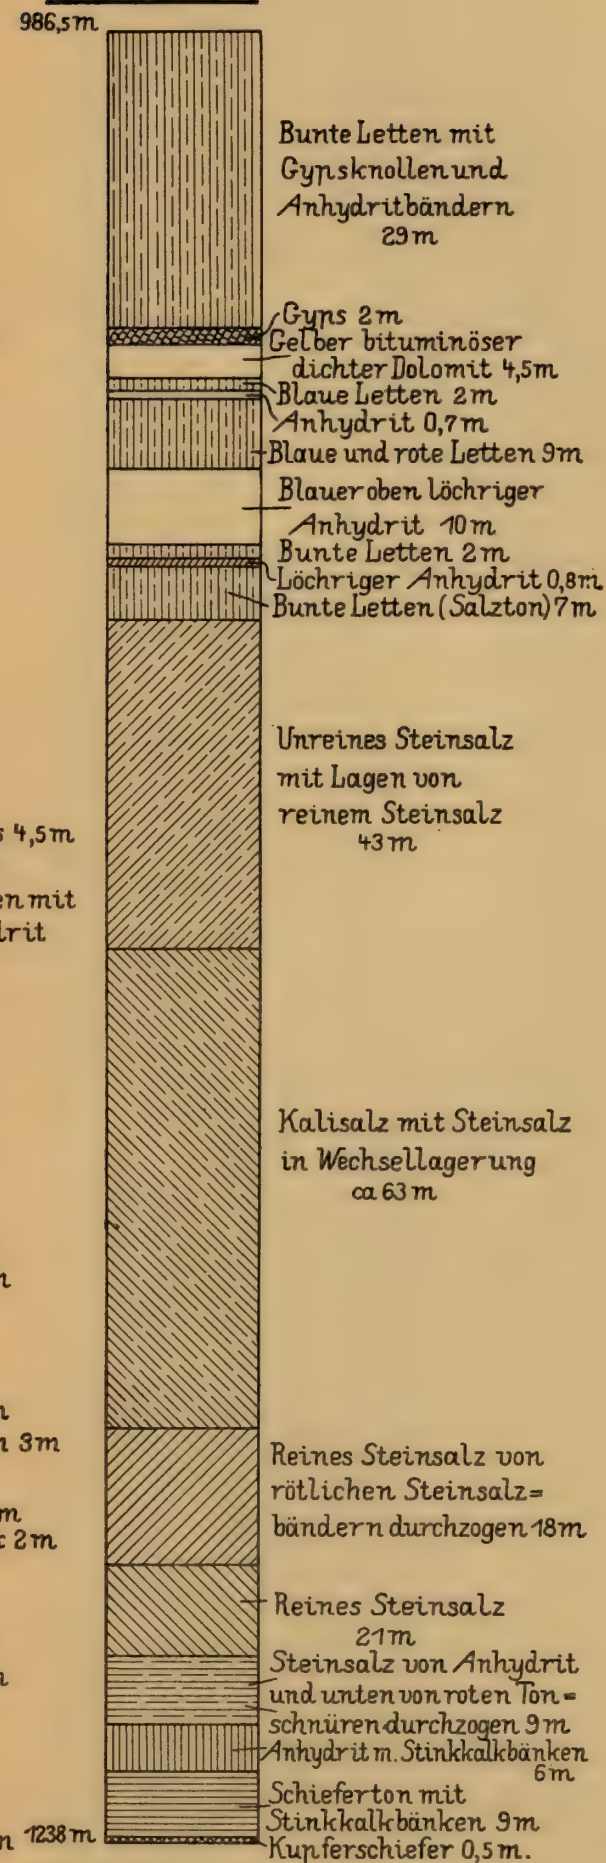 986,5m
Bunte Letten mit
Gypsknollen und
Anhydritbändern
29m
Gyps 2m
Gelber bituminöser
dichter Dolomit 4,5m
Blaue Letten 2m
Anhydrit 0,7m
Blaue und rote Letten 9m
Blauer oben löchriger
Anhydrit 10m
Bunte Letten 2m
Löchriger Anhydrit 0,8m
Bunte Letten (Salzton) 7m
Unreines Steinsalz
mit Lagen von
reinem Steinsalz
43m
4,5m
en mit
drit
Kalisalz mit Steinsalz
in Wechsellagerung
ca 63m
n 3m
m
2m
Reines Steinsalz von
rötlichen Steinsalz=
bändern durchzogen 18m
Reines Steinsalz
21m
Steinsalz von Anhydrit
und unten von roten Ton=
schnüren durchzogen 9m
Anhydrit m. Stinkkalkbänken
6m
Schieferton mit
Stinkkalkbänken 9m
1238m
Kupferschiefer 0,5m.